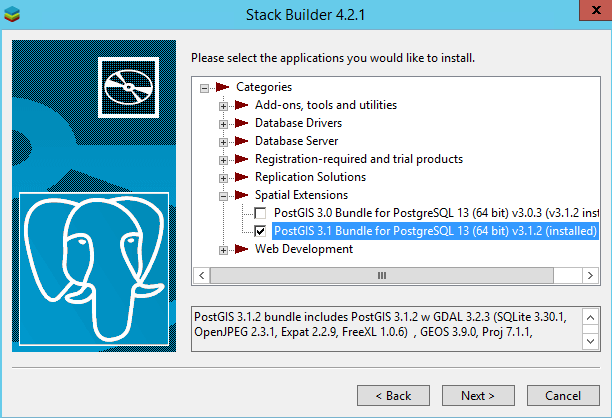 Stack Builder 4.2.1
Please select the applications you would like to install.
Categories
Add-ons, tools and utilities
Database Drivers
Database Server
Registration-required and trial products
Replication Solutions
Spatial Extensions
PostGIS 3.0 Bundle for PostgreSQL 13 (64 bit) v3.0.3 (v3.1.2 inst
PostGIS 3.1 Bundle for PostgreSQL 13 (64 bit) v3.1.2 (installed)
Web Development
PostGIS 3.1.2 bundle includes PostGIS 3.1.2 w GDAL 3.2.3 (SQLite 3.30.1,
OpenJPEG 2.3.1, Expat 2.2.9, FreeXL 1.0.6)  , GEOS 3.9.0, Proj 7.1.1,
< Back
Next >
Cancel